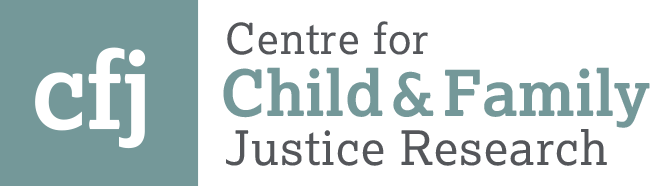 cfj
Centre for
Child & Family
Justice Research